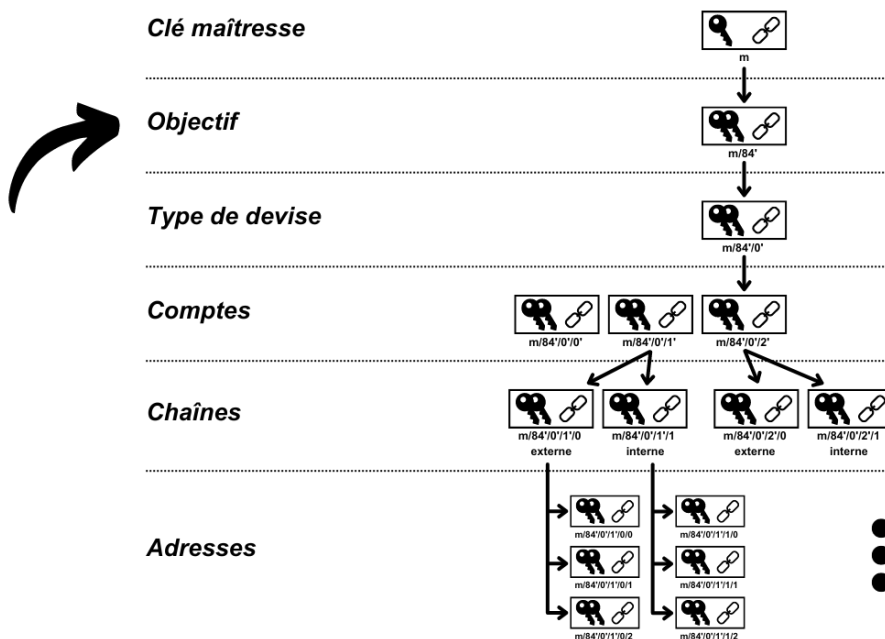 Clé maîtresse
m
Objectif
m/84'
Type de devise
m/84'/0'
Comptes
m/84'/0'/0' m/84'/0'/1' m/84'/0'/2'
Chaînes
m/84'/0'/1'/0 m/84'/0'/1'/1 m/84'/0'/2'/0 m/84'/0'/2'/1
externe interne externe interne
Adresses
m/84'/0'/1'/0/0 m/84'/0'/1'/1/0
m/84'/0'/1'/0/1 m/84'/0'/1'/1/1
m/84'/0'/1'/0/2 m/84'/0'/1'/1/2